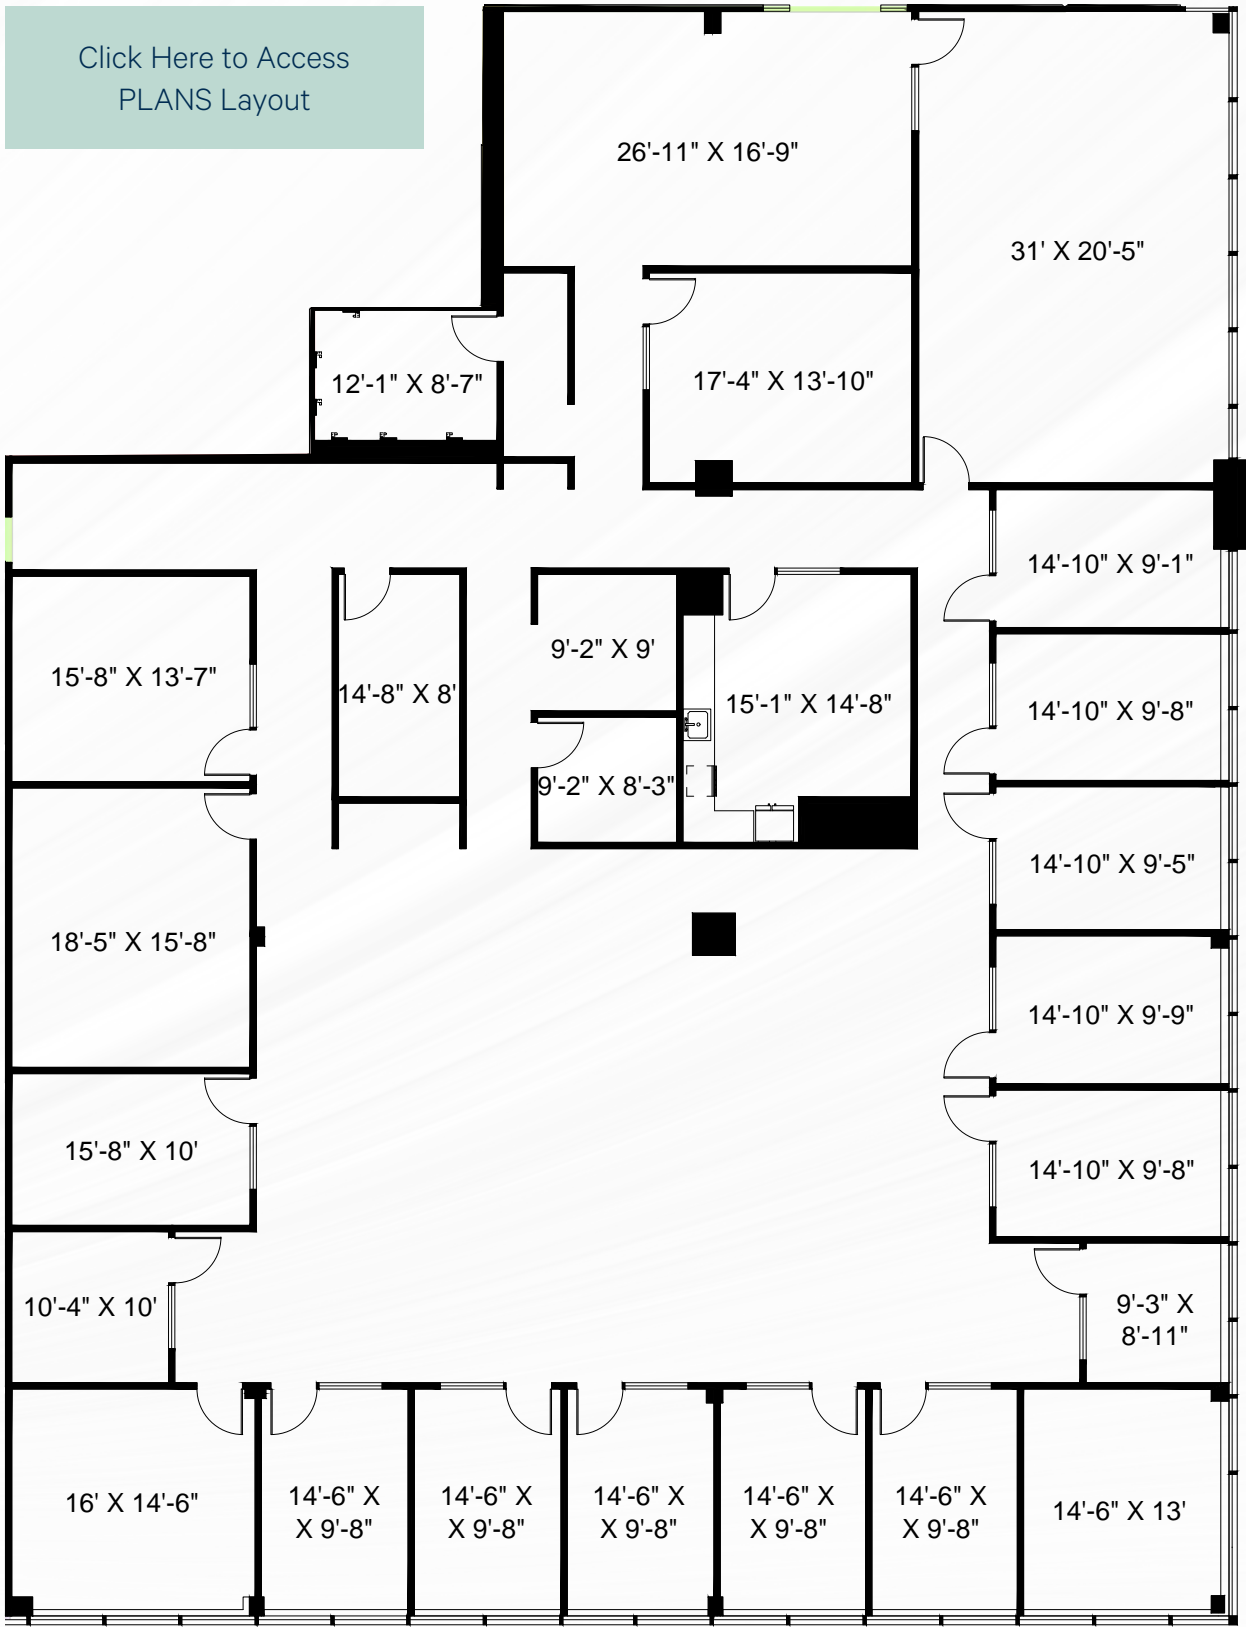 Click Here to Access
PLANS Layout
26'-11" X 16'-9"
31' X 20'-5"
12'-1" X 8'-7"
17'-4" X 13'-10"
14'-10" X 9'-1"
15'-8" X 13'-7"
14'-8" X 8'
9'-2" X 9'
15'-1" X 14'-8"
14'-10" X 9'-8"
9'-2" X 8'-3"
14'-10" X 9'-5"
18'-5" X 15'-8"
14'-10" X 9'-9"
15'-8" X 10'
14'-10" X 9'-8"
10'-4" X 10'
9'-3" X
8'-11"
16' X 14'-6"
14'-6" X
X 9'-8"
14'-6" X
X 9'-8"
14'-6" X
X 9'-8"
14'-6" X
X 9'-8"
14'-6" X
X 9'-8"
14'-6" X 13'